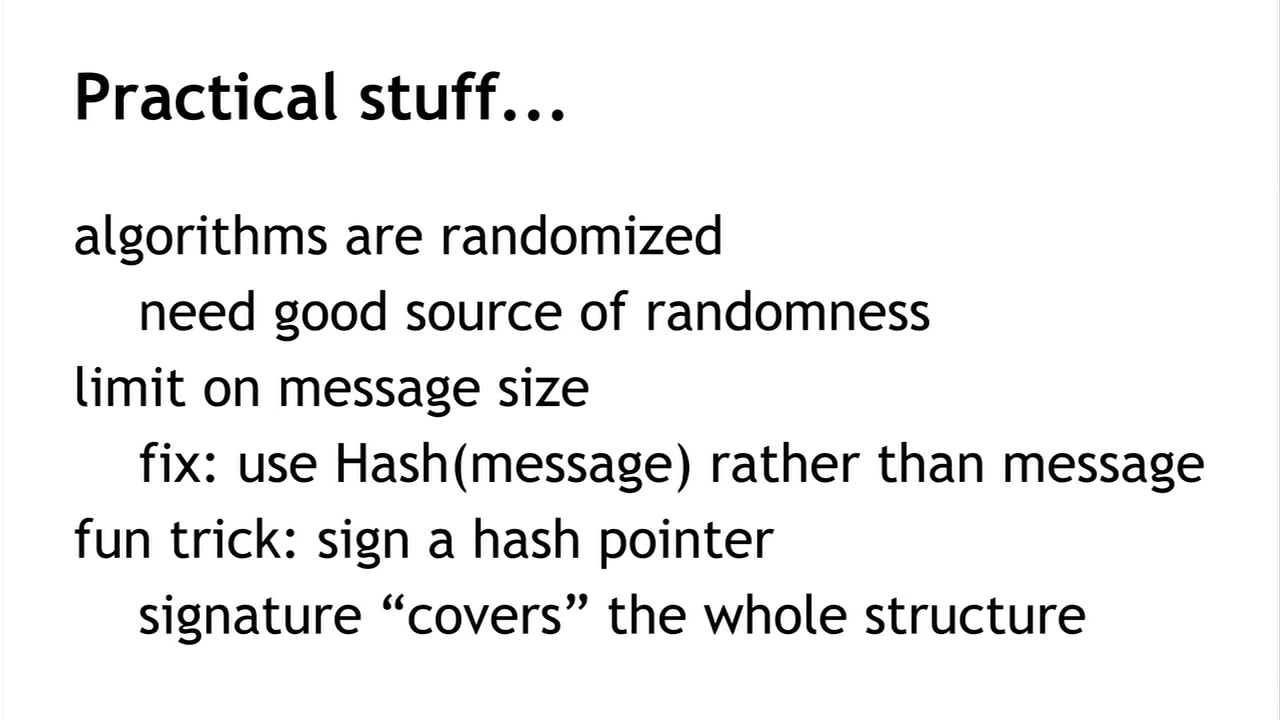 Practical stuff...
algorithms are randomized
need good source of randomness
limit on message size
fix: use Hash(message) rather than message
fun trick: sign a hash pointer
signature “covers” the whole structure